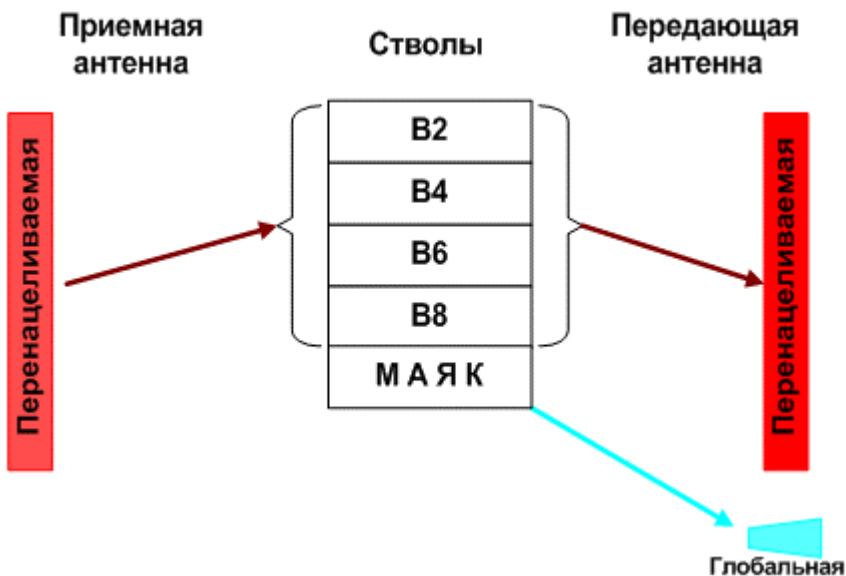 Приемная
антенна
Стволы
Передающая
антенна
Перенацеливаемая
В2
В4
В6
В8
М А Я К
Перенацеливаемая
Глобальная